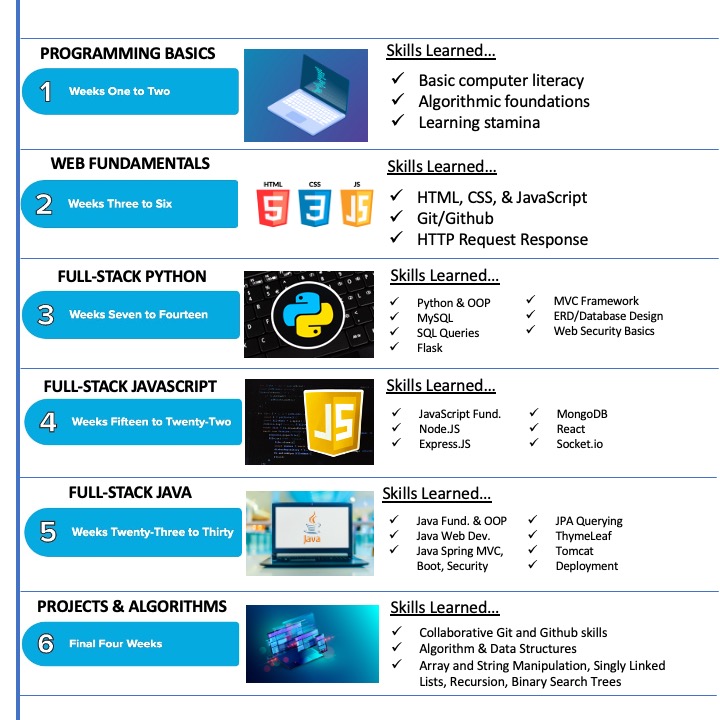 PROGRAMMING BASICS
1 Weeks One to Two
Skills Learned...
✓ Basic computer literacy
✓ Algorithmic foundations
✓ Learning stamina
WEB FUNDAMENTALS
2 Weeks Three to Six
HTML CSS JS
5 3 JS
Skills Learned...
✓ HTML, CSS, & JavaScript
✓ Git/Github
✓ HTTP Request Response
FULL-STACK PYTHON
3 Weeks Seven to Fourteen
Skills Learned...
✓ Python & OOP
✓ MySQL
✓ SQL Queries
✓ Flask
✓ MVC Framework
✓ ERD/Database Design
✓ Web Security Basics
FULL-STACK JAVASCRIPT
4 Weeks Fifteen to Twenty-Two
JS
Skills Learned...
✓ JavaScript Fund.
✓ Node.JS
✓ Express.JS
✓ MongoDB
✓ React
✓ Socket.io
FULL-STACK JAVA
5 Weeks Twenty-Three to Thirty
Java
Skills Learned...
✓ Java Fund. & OOP
✓ Java Web Dev.
✓ Java Spring MVC,
Boot, Security
✓ JPA Querying
✓ ThymeLeaf
✓ Tomcat
✓ Deployment
PROJECTS & ALGORITHMS
6 Final Four Weeks
Skills Learned...
✓ Collaborative Git and Github skills
✓ Algorithm & Data Structures
✓ Array and String Manipulation, Singly Linked
Lists, Recursion, Binary Search Trees